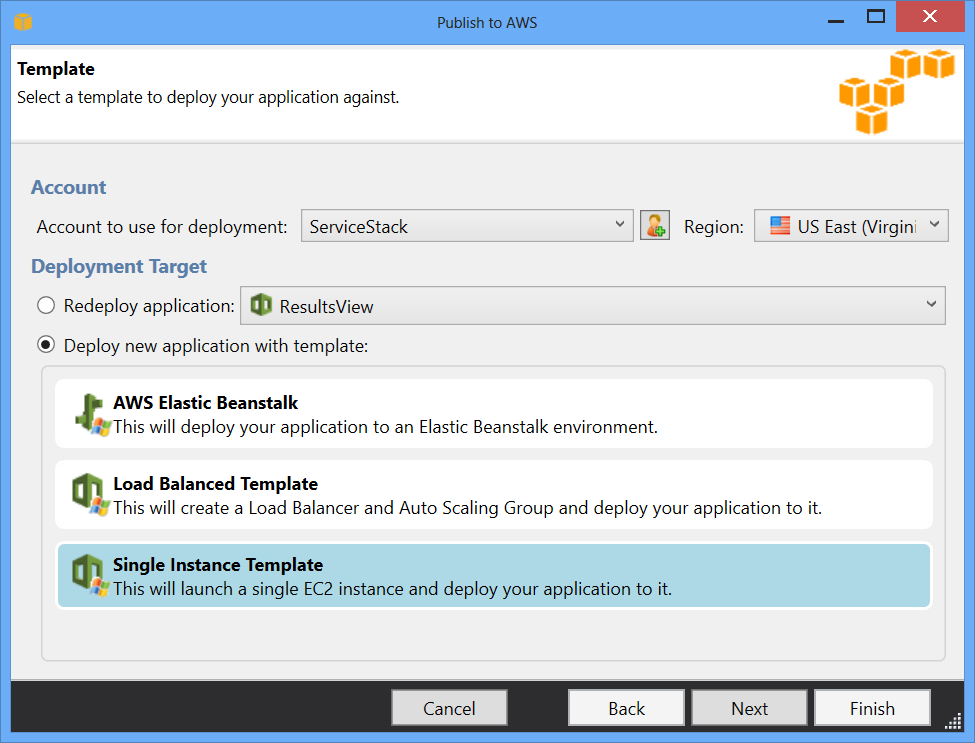 Publish to AWS
Template
Select a template to deploy your application against.
Account
Account to use for deployment: ServiceStack Region: US East (Virgini
Deployment Target
Redeploy application: ResultsView
Deploy new application with template:
AWS Elastic Beanstalk
This will deploy your application to an Elastic Beanstalk environment.
Load Balanced Template
This will create a Load Balancer and Auto Scaling Group and deploy your application to it.
Single Instance Template
This will launch a single EC2 instance and deploy your application to it.
Cancel Back Next Finish